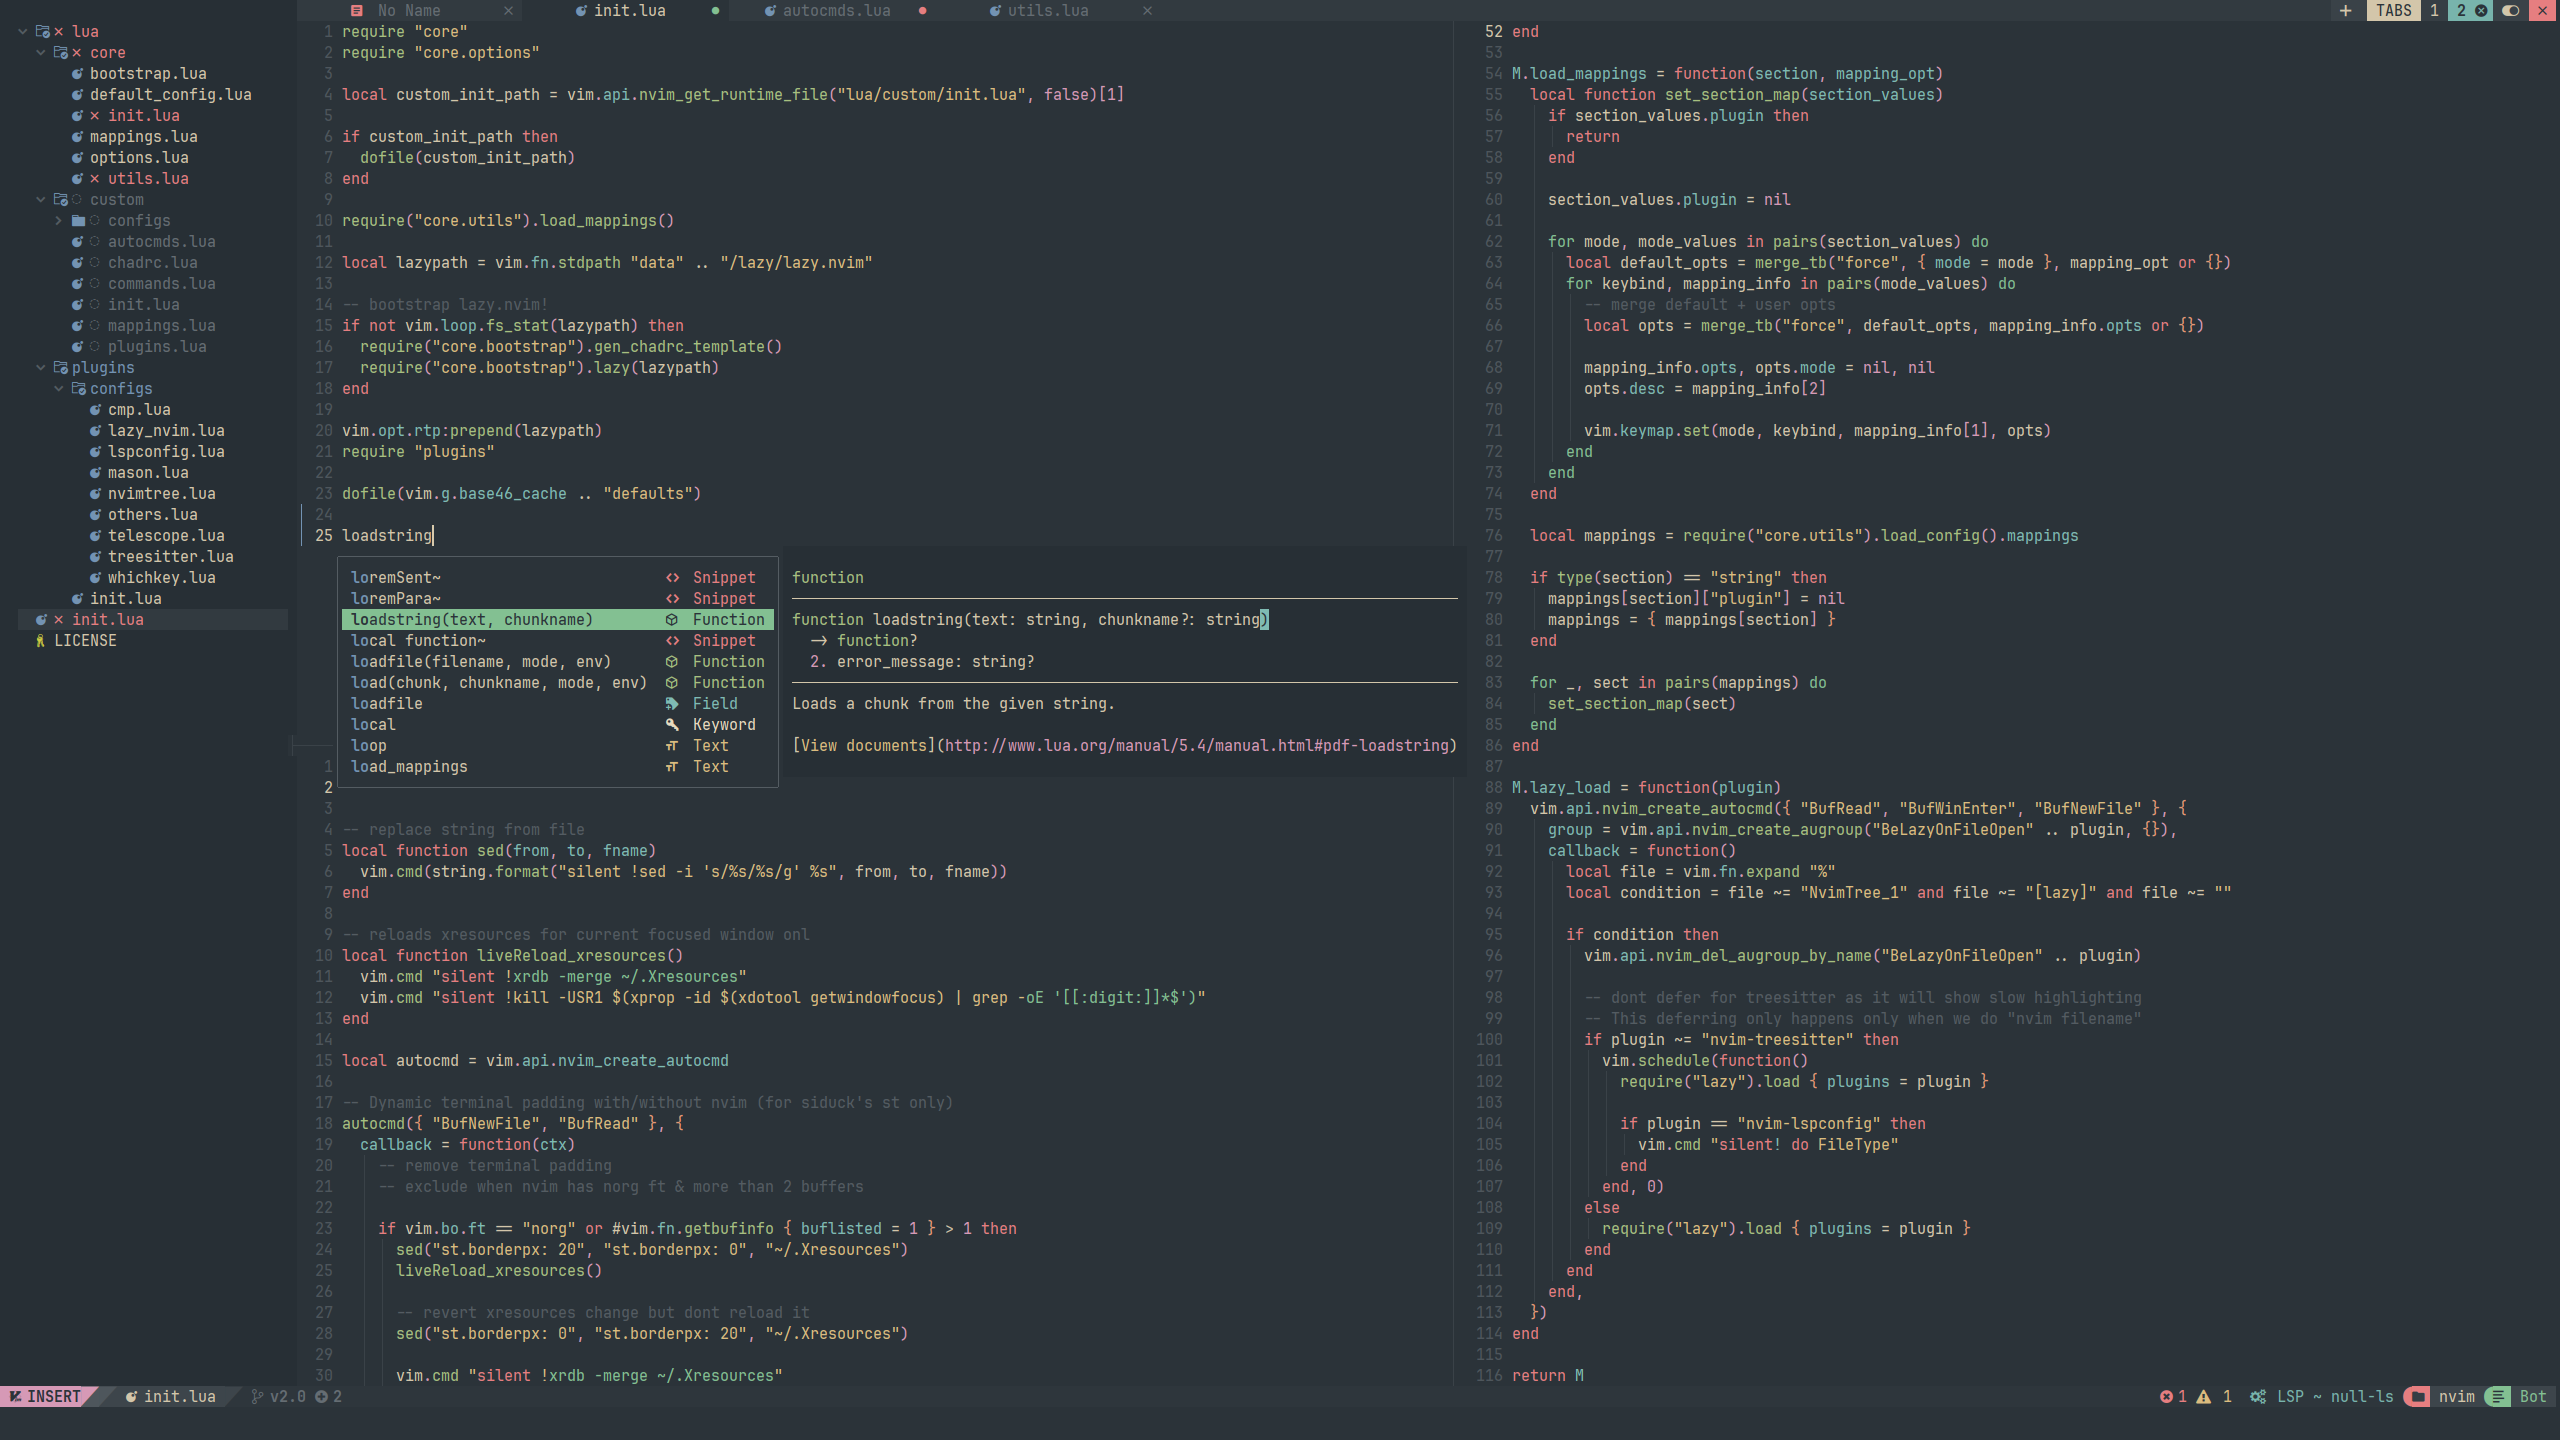 No Name
init.lua
autocmds.lua
utils.lua
TABS 1 2
lua
core
bootstrap.lua
default_config.lua
init.lua
mappings.lua
options.lua
utils.lua
custom
configs
autocmds.lua
chadrc.lua
commands.lua
init.lua
mappings.lua
plugins.lua
plugins
configs
cmp.lua
lazy_nvim.lua
lspconfig.lua
mason.lua
nvimtree.lua
others.lua
telescope.lua
treesitter.lua
whichkey.lua
init.lua
init.lua
LICENSE
1 require "core"
2 require "core.options"
3
4 local custom_init_path = vim.api.nvim_get_runtime_file("lua/custom/init.lua", false)[1]
5
6 if custom_init_path then
7 dofile(custom_init_path)
8 end
9
10 require("core.utils").load_mappings()
11
12 local lazypath = vim.fn.stdpath "data" .. "/lazy/lazy.nvim"
13
14 -- bootstrap lazy.nvim!
15 if not vim.loop.fs_stat(lazypath) then
16 require("core.bootstrap").gen_chadrc_template()
17 require("core.bootstrap").lazy(lazypath)
18 end
19
20 vim.opt.rtp:prepend(lazypath)
21 require "plugins"
22
23 dofile(vim.g.base46_cache .. "defaults")
24
25 loadstring
loremSent~ Snippet
loremPara~ Snippet
loadstring(text, chunkname) Function
local function~ Snippet
loadfile(filename, mode, env) Function
load(chunk, chunkname, mode, env) Function
loadfile Field
local Keyword
loop Text
load_mappings Text
function
function loadstring(text: string, chunkname?: string)
-> function?
2. error_message: string?
Loads a chunk from the given string.
[View documents](http://www.lua.org/manual/5.4/manual.html#pdf-loadstring)
1
2
3
4 -- replace string from file
5 local function sed(from, to, fname)
6 vim.cmd(string.format("silent !sed -i 's/%s/%s/g' %s", from, to, fname))
7 end
8
9 -- reloads xresources for current focused window onl
10 local function liveReload_xresources()
11 vim.cmd "silent !xrdb -merge ~/.Xresources"
12 vim.cmd "silent !kill -USR1 $(xprop -id $(xdotool getwindowfocus) | grep -oE '[[:digit:]]*$')"
13 end
14
15 local autocmd = vim.api.nvim_create_autocmd
16
17 -- Dynamic terminal padding with/without nvim (for siduck's st only)
18 autocmd({ "BufNewFile", "BufRead" }, {
19 callback = function(ctx)
20 -- remove terminal padding
21 -- exclude when nvim has norg ft & more than 2 buffers
22
23 if vim.bo.ft == "norg" or #vim.fn.getbufinfo { buflisted = 1 } > 1 then
24 sed("st.borderpx: 20", "st.borderpx: 0", "~/.Xresources")
25 liveReload_xresources()
26
27 -- revert xresources change but dont reload it
28 sed("st.borderpx: 0", "st.borderpx: 20", "~/.Xresources")
29
30 vim.cmd "silent !xrdb -merge ~/.Xresources"
52 end
53
54 M.load_mappings = function(section, mapping_opt)
55 local function set_section_map(section_values)
56 if section_values.plugin then
57 return
58 end
59
60 section_values.plugin = nil
61
62 for mode, mode_values in pairs(section_values) do
63 local default_opts = merge_tb("force", { mode = mode }, mapping_opt or {})
64 for keybind, mapping_info in pairs(mode_values) do
65 -- merge default + user opts
66 local opts = merge_tb("force", default_opts, mapping_info.opts or {})
67
68 mapping_info.opts, opts.mode = nil, nil
69 opts.desc = mapping_info[2]
70
71 vim.keymap.set(mode, keybind, mapping_info[1], opts)
72 end
73 end
74 end
75
76 local mappings = require("core.utils").load_config().mappings
77
78 if type(section) == "string" then
79 mappings[section]["plugin"] = nil
80 mappings = { mappings[section] }
81 end
82
83 for _, sect in pairs(mappings) do
84 set_section_map(sect)
85 end
86 end
87
88 M.lazy_load = function(plugin)
89 vim.api.nvim_create_autocmd({ "BufRead", "BufWinEnter", "BufNewFile" }, {
90 group = vim.api.nvim_create_augroup("BeLazyOnFileOpen" .. plugin, {}),
91 callback = function()
92 local file = vim.fn.expand "%"
93 local condition = file ~= "NvimTree_1" and file ~= "[lazy]" and file ~= ""
94
95 if condition then
96 vim.api.nvim_del_augroup_by_name("BeLazyOnFileOpen" .. plugin)
97
98 -- dont defer for treesitter as it will show slow highlighting
99 -- This deferring only happens only when we do "nvim filename"
100 if plugin ~= "nvim-treesitter" then
101 vim.schedule(function()
102 require("lazy").load { plugins = plugin }
103
104 if plugin == "nvim-lspconfig" then
105 vim.cmd "silent! do FileType"
106 end
107 end, 0)
108 else
109 require("lazy").load { plugins = plugin }
110 end
111 end
112 end,
113 })
114 end
115
116 return M
INSERT init.lua v2.0 2
1 1 LSP ~ null-ls nvim Bot